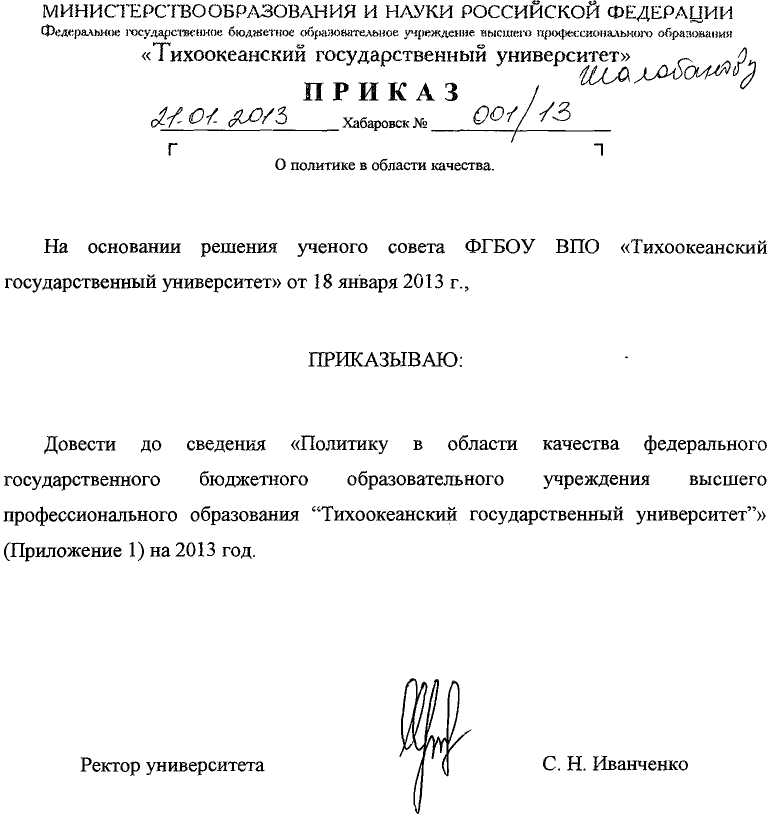 МИНИСТЕРСТВО ОБРАЗОВАНИЯ И НАУКИ РОССИЙСКОЙ ФЕДЕРАЦИИ
Федеральное государственное бюджетное образовательное учреждение высшего профессионального образования
«Тихоокеанский государственный университет»
Шалобанову
ПРИКАЗ
21.01.2013 Хабаровск № 001/13
О политике в области качества.
На основании решения ученого совета ФГБОУ ВПО «Тихоокеанский
государственный университет» от 18 января 2013 г.,
ПРИКАЗЫВАЮ:
Довести до сведения «Политику в области качества федерального
государственного бюджетного образовательного учреждения высшего
профессионального образования “Тихоокеанский государственный университет”»
(Приложение 1) на 2013 год.
Ректор университета С. Н. Иванченко